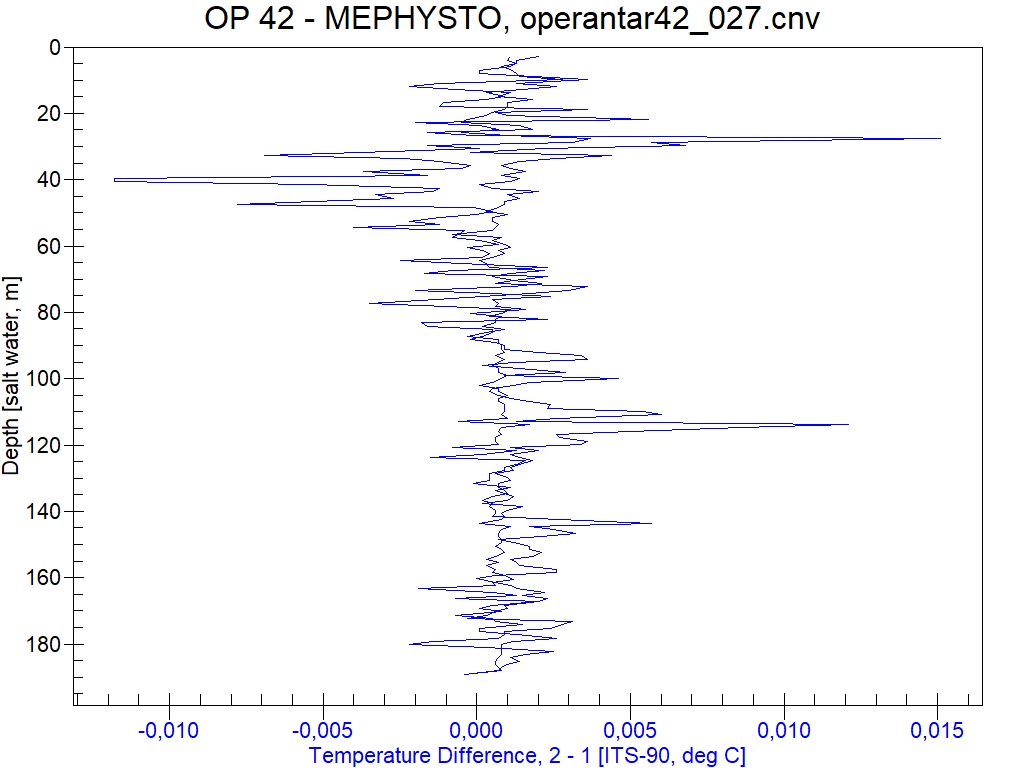 OP 42 - MEPHYSTO, operantar42_027.cnv
0
20
40
60
80
100
120
140
160
180
Depth [salt water, m]
-0,010 -0,005 0,000 0,005 0,010 0,015
Temperature Difference, 2 - 1 [ITS-90, deg C]